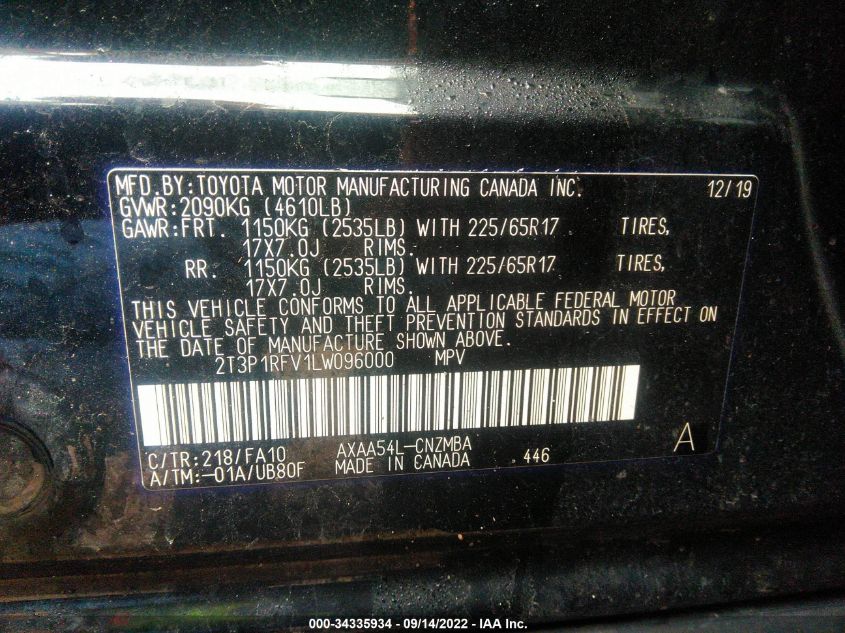 MFD.BY:TOYOTA MOTOR MANUFACTURING CANADA INC. 12/19
GVWR:2090KG (4610LB)
GAWR:FRT. 1150KG (2535LB) WITH 225/65R17 TIRES,
17X7.0J RIMS.
RR. 1150KG (2535LB) WITH 225/65R17 TIRES,
17X7.0J RIMS.
THIS VEHICLE CONFORMS TO ALL APPLICABLE FEDERAL MOTOR
VEHICLE SAFETY AND THEFT PREVENTION STANDARDS IN EFFECT ON
THE DATE OF MANUFACTURE SHOWN ABOVE.
2T3P1RFV1LW096000 MPV
C/TR:218/FA10 AXAA54L-CNZMBA A
A/TM:-01A/UB80F MADE IN CANADA 446
000-34335934 - 09/14/2022 - IAA Inc.